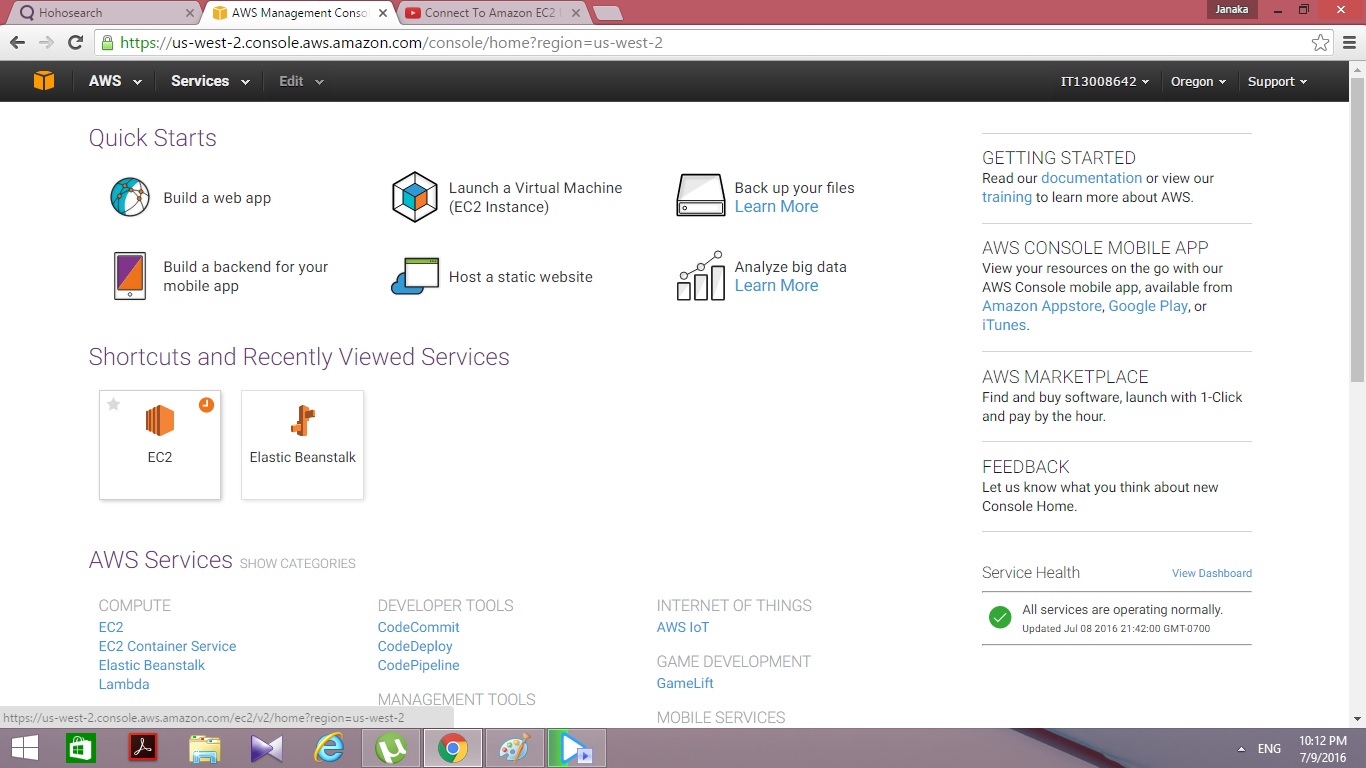 Hohosearch
AWS Management Conso
Connect To Amazon EC2
Janaka
https://us-west-2.console.aws.amazon.com/console/home?region=us-west-2
AWS
Services
Edit
IT13008642
Oregon
Support
Quick Starts
Build a web app
Launch a Virtual Machine
(EC2 Instance)
Back up your files
Learn More
Build a backend for your
mobile app
Host a static website
Analyze big data
Learn More
Shortcuts and Recently Viewed Services
EC2
Elastic Beanstalk
AWS Services SHOW CATEGORIES
COMPUTE
EC2
EC2 Container Service
Elastic Beanstalk
Lambda
DEVELOPER TOOLS
CodeCommit
CodeDeploy
CodePipeline
MANAGEMENT TOOLS
INTERNET OF THINGS
AWS IoT
GAME DEVELOPMENT
GameLift
MOBILE SERVICES
GETTING STARTED
Read our documentation or view our
training to learn more about AWS.
AWS CONSOLE MOBILE APP
View your resources on the go with our
AWS Console mobile app, available from
Amazon Appstore, Google Play, or
iTunes.
AWS MARKETPLACE
Find and buy software, launch with 1-Click
and pay by the hour.
FEEDBACK
Let us know what you think about new
Console Home.
Service Health
View Dashboard
All services are operating normally.
Updated Jul 08 2016 21:42:00 GMT-0700
https://us-west-2.console.aws.amazon.com/ec2/v2/home?region=us-west-2
ENG
10:12 PM
7/9/2016